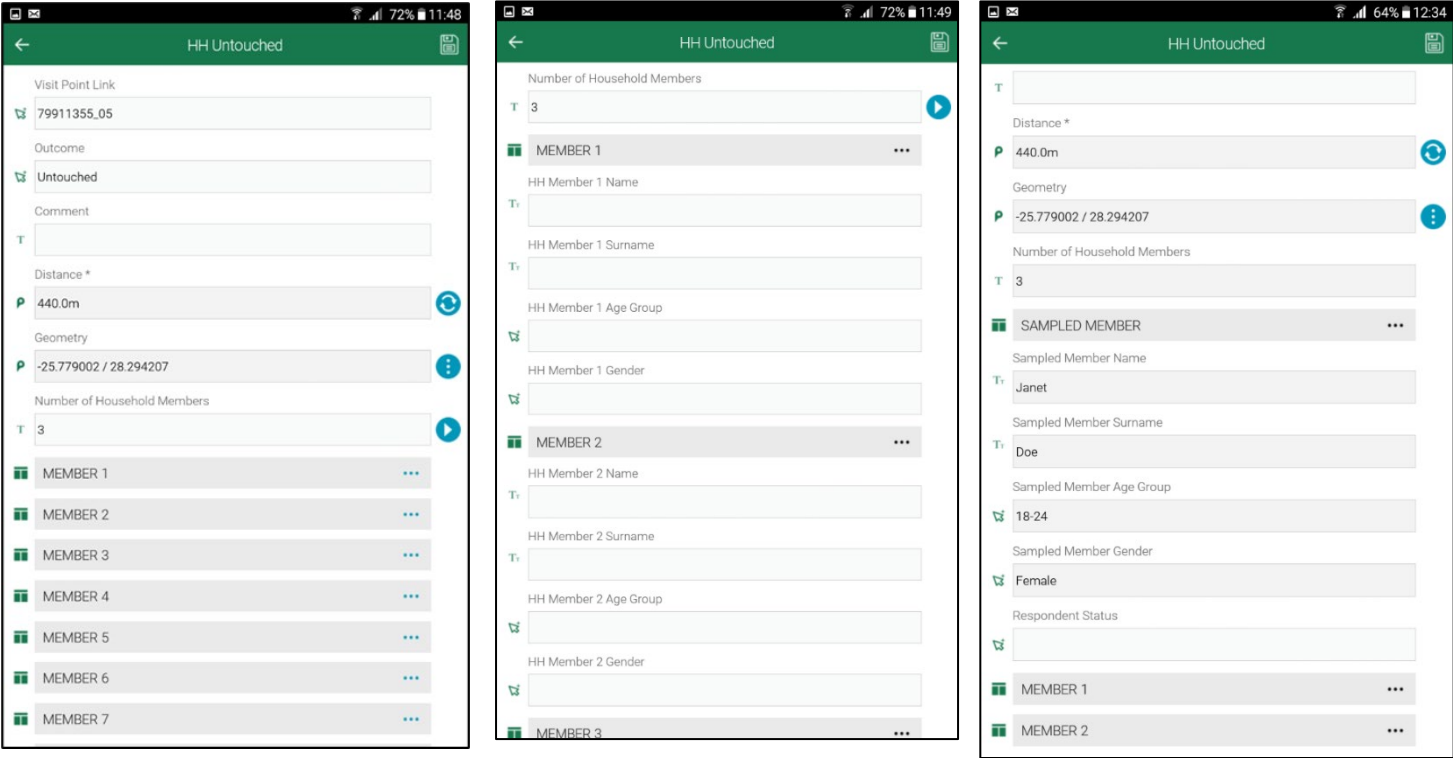 72% 11:48
HH Untouched
Visit Point Link
79911355_05
Outcome
Untouched
Comment
T
Distance *
P 440.0m
Geometry
P -25.779002 / 28.294207
Number of Household Members
T 3
MEMBER 1
MEMBER 2
MEMBER 3
MEMBER 4
MEMBER 5
MEMBER 6
MEMBER 7
72% 11:49
HH Untouched
Number of Household Members
T 3
MEMBER 1
HH Member 1 Name
TT
HH Member 1 Surname
TT
HH Member 1 Age Group
HH Member 1 Gender
MEMBER 2
HH Member 2 Name
TT
HH Member 2 Surname
TT
HH Member 2 Age Group
HH Member 2 Gender
MEMBER 3
64% 12:34
HH Untouched
T
Distance *
P 440.0m
Geometry
P -25.779002 / 28.294207
Number of Household Members
T 3
SAMPLED MEMBER
Sampled Member Name
TT Janet
Sampled Member Surname
TT Doe
Sampled Member Age Group
18-24
Sampled Member Gender
Female
Respondent Status
MEMBER 1
MEMBER 2